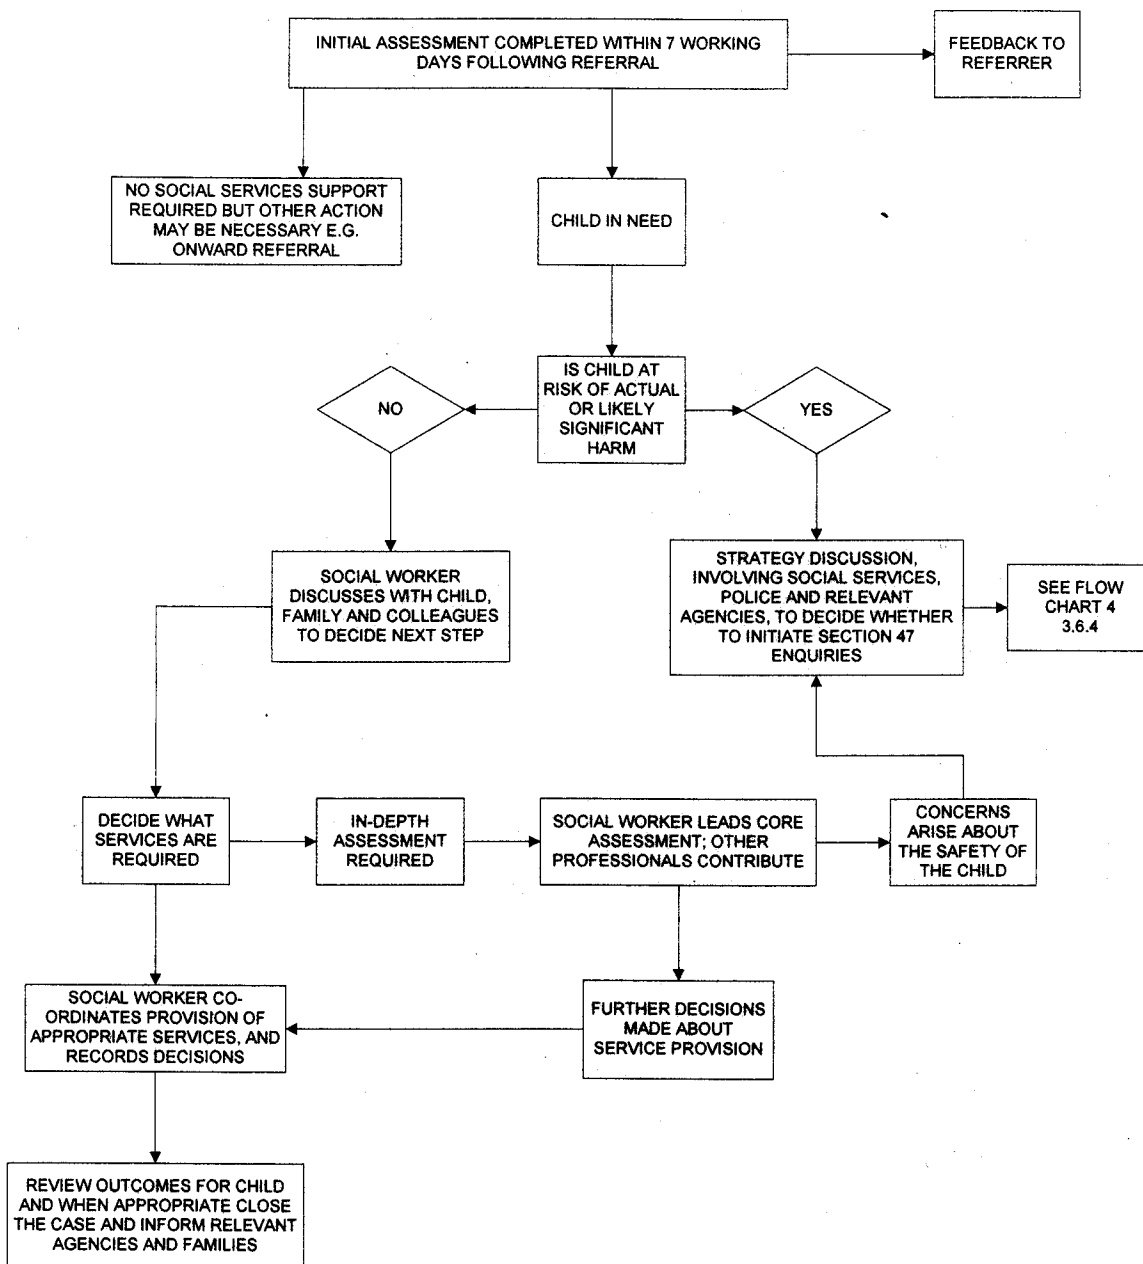 INITIAL ASSESSMENT COMPLETED WITHIN 7 WORKING
DAYS FOLLOWING REFERRAL
FEEDBACK TO
REFERRER
NO SOCIAL SERVICES SUPPORT
REQUIRED BUT OTHER ACTION
MAY BE NECESSARY E.G.
ONWARD REFERRAL
CHILD IN NEED
IS CHILD AT
RISK OF ACTUAL
OR LIKELY
SIGNIFICANT
HARM
NO
YES
SOCIAL WORKER
DISCUSSES WITH CHILD,
FAMILY AND COLLEAGUES
TO DECIDE NEXT STEP
STRATEGY DISCUSSION,
INVOLVING SOCIAL SERVICES,
POLICE AND RELEVANT
AGENCIES, TO DECIDE WHETHER
TO INITIATE SECTION 47
ENQUIRIES
SEE FLOW
CHART 4
3.6.4
DECIDE WHAT
SERVICES ARE
REQUIRED
IN-DEPTH
ASSESSMENT
REQUIRED
SOCIAL WORKER LEADS CORE
ASSESSMENT; OTHER
PROFESSIONALS CONTRIBUTE
CONCERNS
ARISE ABOUT
THE SAFETY OF
THE CHILD
SOCIAL WORKER CO-
ORDINATES PROVISION OF
APPROPRIATE SERVICES, AND
RECORDS DECISIONS
FURTHER DECISIONS
MADE ABOUT
SERVICE PROVISION
REVIEW OUTCOMES FOR CHILD
AND WHEN APPROPRIATE CLOSE
THE CASE AND INFORM RELEVANT
AGENCIES AND FAMILIES